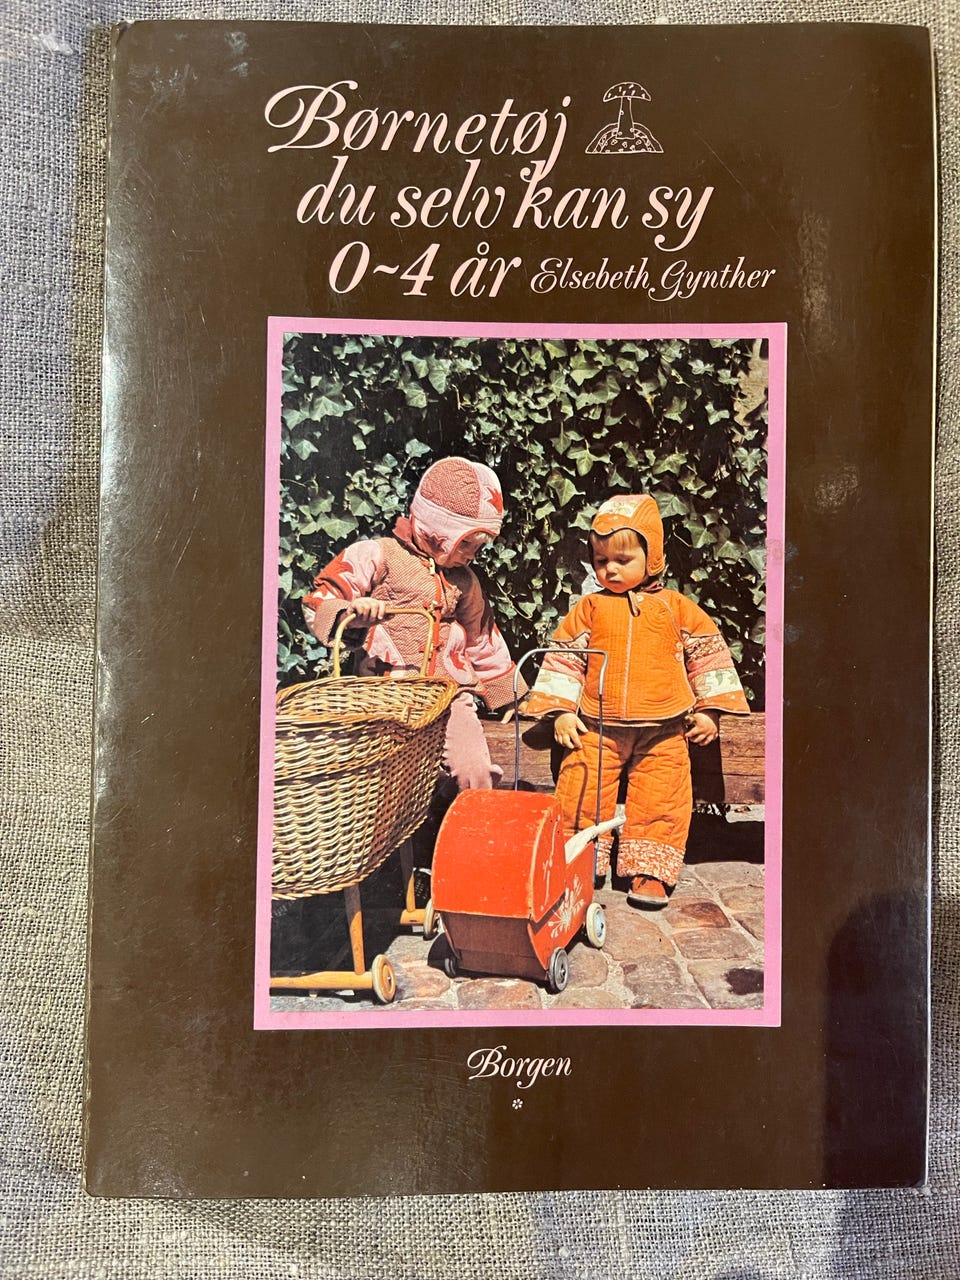 Børnetøj
du selv kan sy
0~4 år Elsebeth Gynther
Borgen